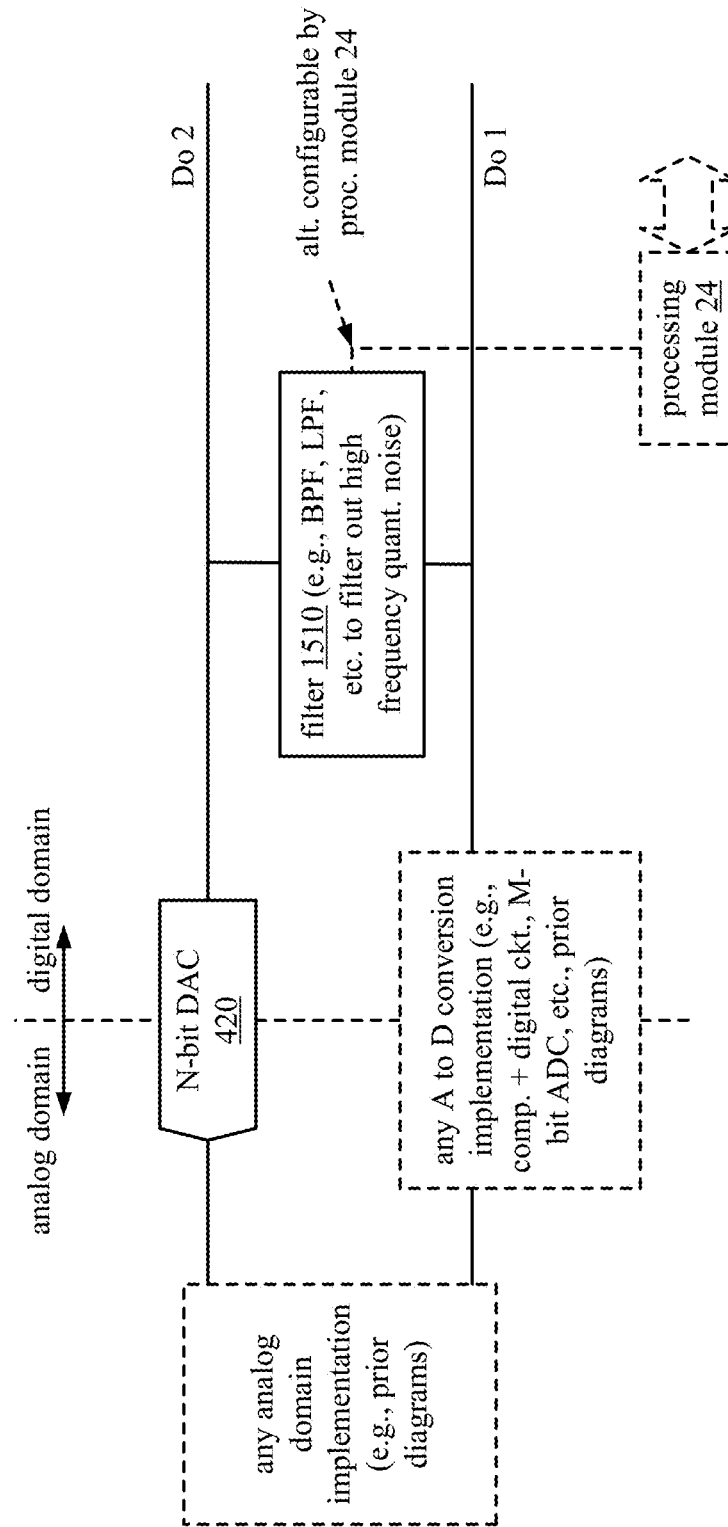 analog domain
digital domain
any analog
domain
implementation
(e.g., prior
diagrams)
N-bit DAC
420
any A to D conversion
implementation (e.g.,
comp. + digital ckt., M-
bit ADC, etc., prior
diagrams)
filter 1510 (e.g., BPF, LPF,
etc. to filter out high
frequency quant. noise)
Do 2
alt. configurable by
proc. module 24
Do 1
processing
module 24